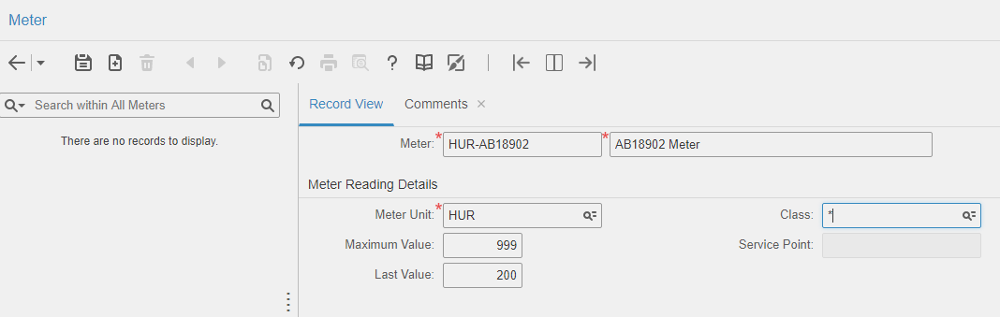 Meter
?
Search within All Meters
There are no records to display.
Record View Comments ×
Meter: * HUR-AB18902 * AB18902 Meter
Meter Reading Details
Meter Unit: * HUR Class: *
Maximum Value: 999 Service Point:
Last Value: 200